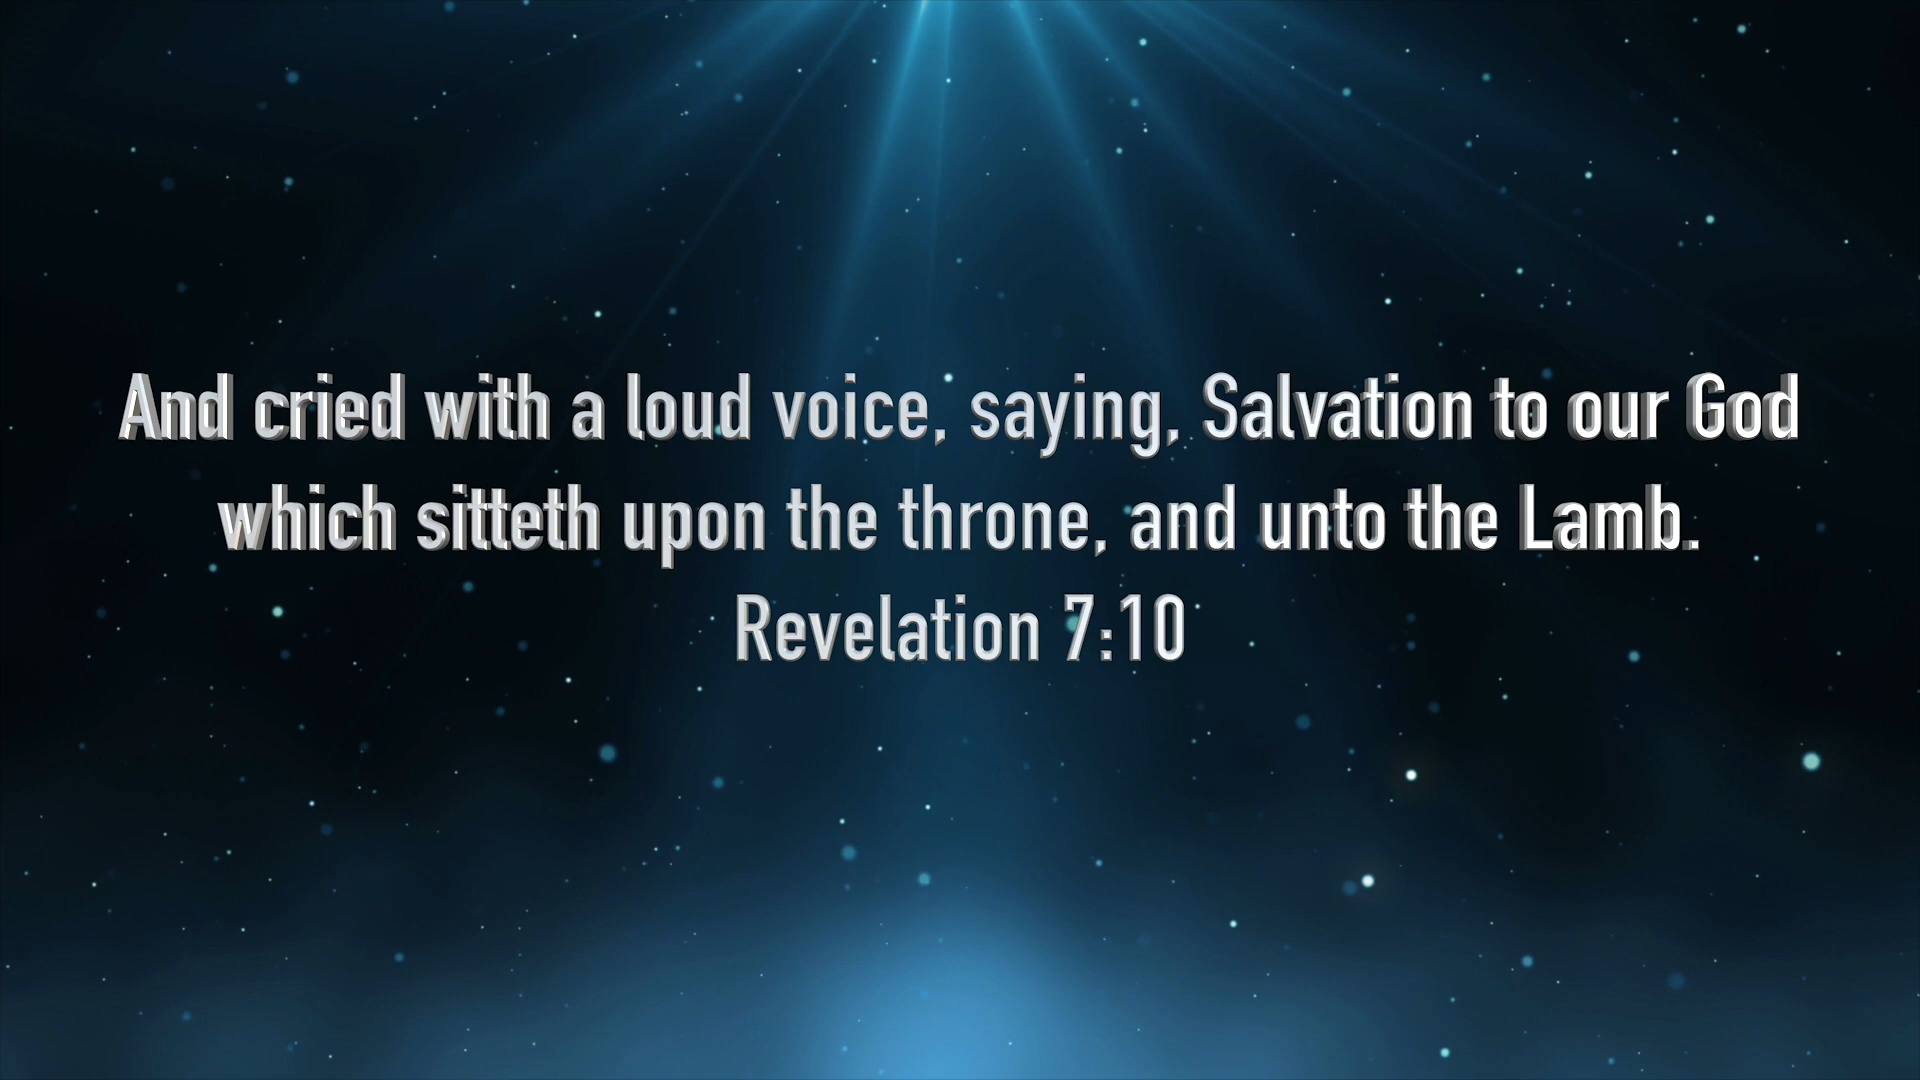 And cried with a loud voice, saying, Salvation to our God
which sitteth upon the throne, and unto the Lamb.
Revelation 7:10